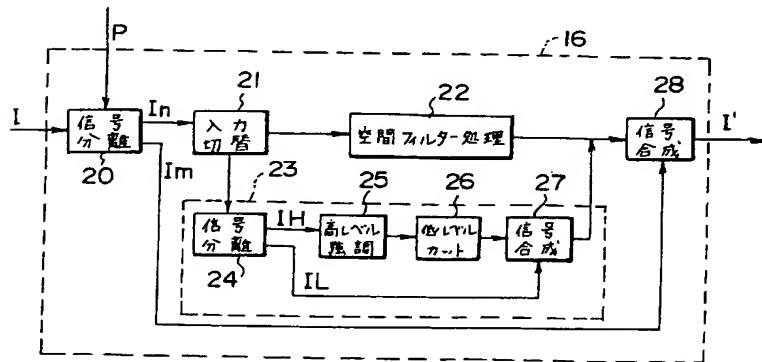 16
P
I
信号
分離
20
In
Im
21
入力
切替
22
空間フィルター処理
28
信号
合成
I'
23
信号
分離
24
IH
IL
25
高レベル
強調
26
低レベル
カット
27
信号
合成